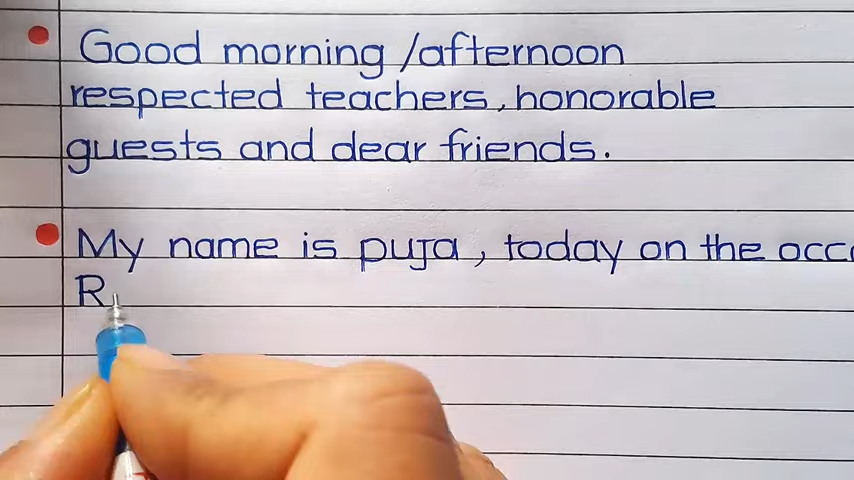 Good morning /afternoon
respected teachers, honorable
guests and dear friends.
My name is puja, today on the
R